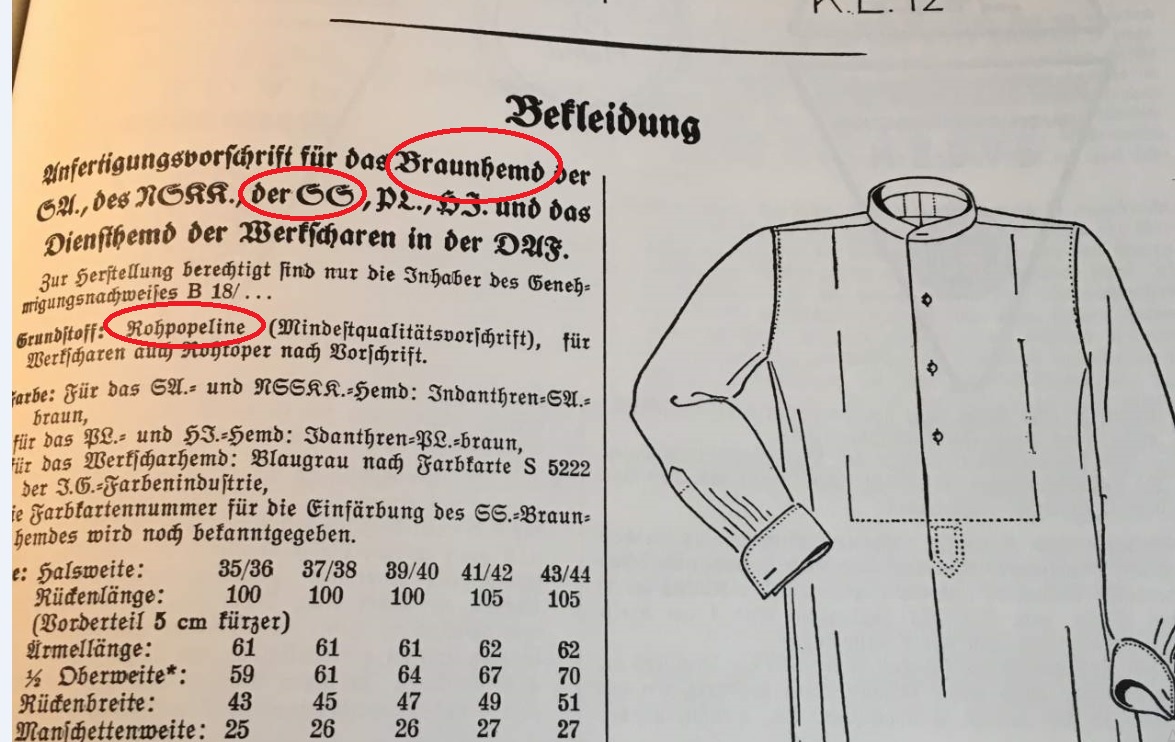 K.L. 12
Bekleidung
Anfertigungsvorschrift für das Braunhemd der
SA., des NSKK., der SS, PL., HJ. und das
Diensthemd der Werkscharen in der DAF.
Zur Herstellung berechtigt sind nur die Inhaber des Geneh-
migungsnachweises B 18/...
Grundstoff: Rohpopeline (Mindestqualitätsvorschrift), für
Werkscharen auch Rohköper nach Vorschrift.
arbe: Für das SA.- und NSSKK.-Hemd: Indanthren-SA.-
braun,
für das PL.- und HJ.-Hemd: Idanthren-PL.-braun,
für das Werkscharhemd: Blaugrau nach Farbkarte S 5222
der I.G.-Farbenindustrie,
ie Farbkartennummer für die Einfärbung des SS.-Braun-
hemdes wird noch bekanntgegeben.
e: Halsweite: 35/36 37/38 39/40 41/42 43/44
Rückenlänge: 100 100 100 105 105
(Vorderteil 5 cm kürzer)
Ärmellänge: 61 61 61 62 62
½ Oberweite*: 59 61 64 67 70
Rückenbreite: 43 45 47 49 51
Manschettenweite: 25 26 26 27 27